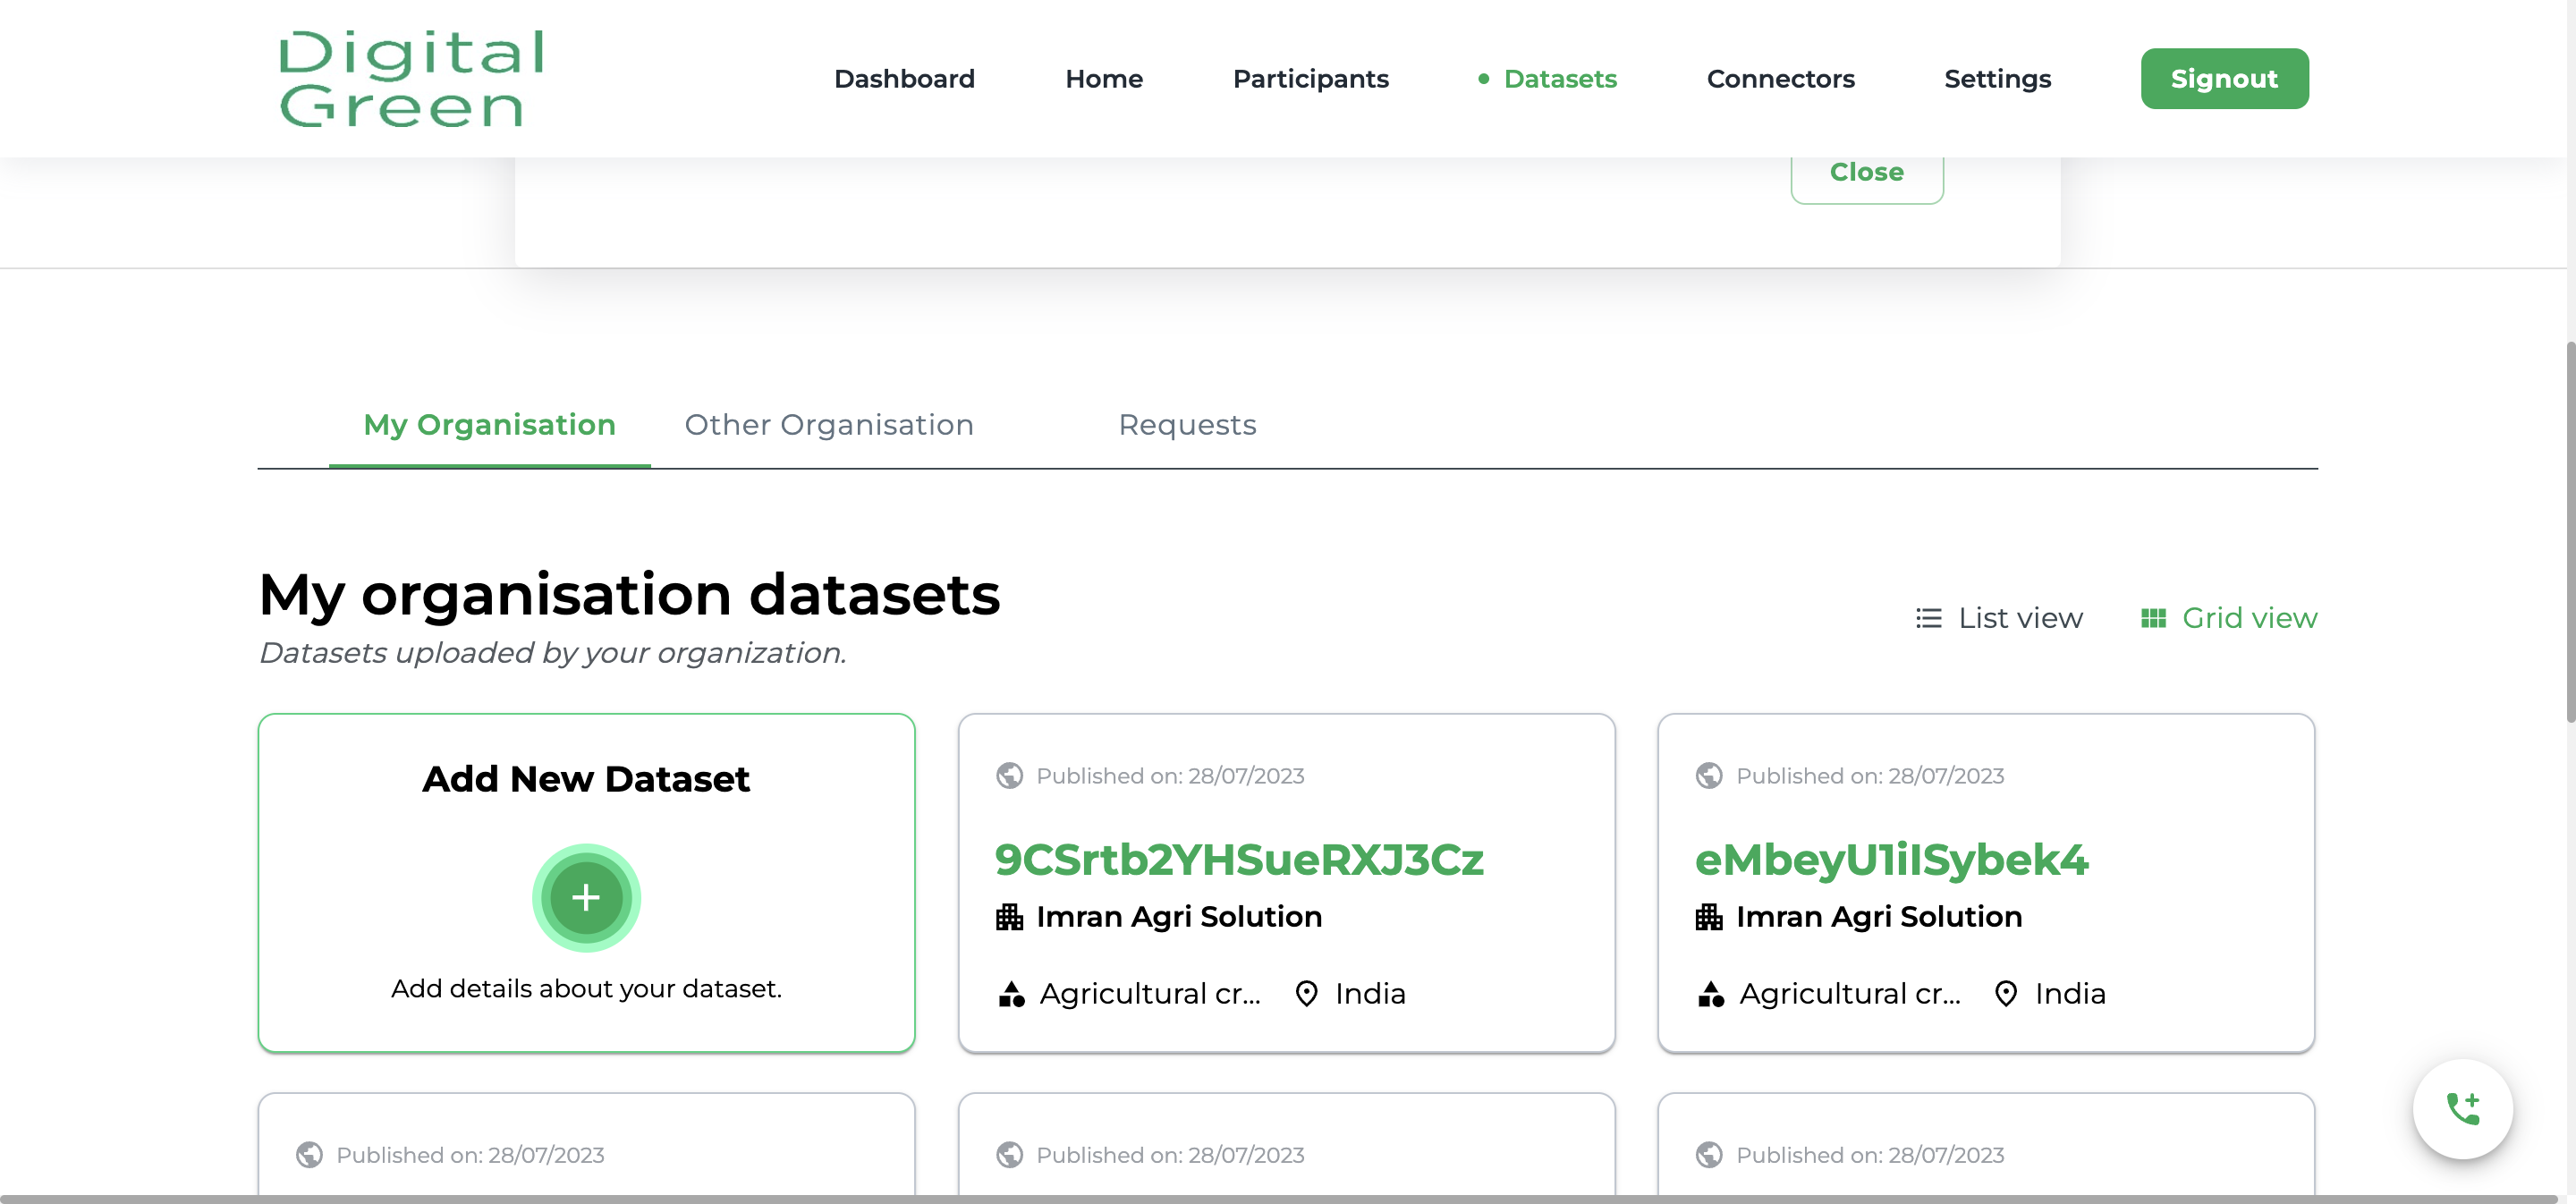 Digital
Green
Dashboard
Home
Participants
Datasets
Connectors
Settings
Signout
Close
My Organisation
Other Organisation
Requests
My organisation datasets
Datasets uploaded by your organization.
List view
Grid view
Add New Dataset
Add details about your dataset.
Published on: 28/07/2023
9CSrtb2YHSueRXJ3Cz
Imran Agri Solution
Agricultural cr...
India
Published on: 28/07/2023
eMbeyU1iISybek4
Imran Agri Solution
Agricultural cr...
India
Published on: 28/07/2023
Published on: 28/07/2023
Published on: 28/07/2023